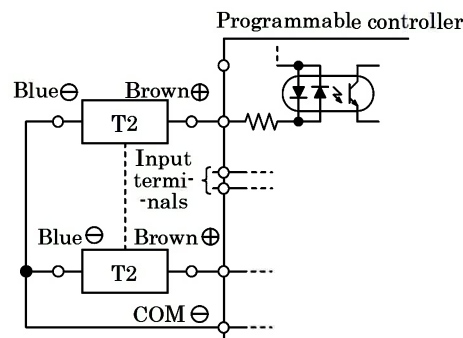 Programmable controller
Blue⊖ Brown⊕
T2
Input
termi-
-nals
Blue⊖ Brown⊕
T2
COM ⊖